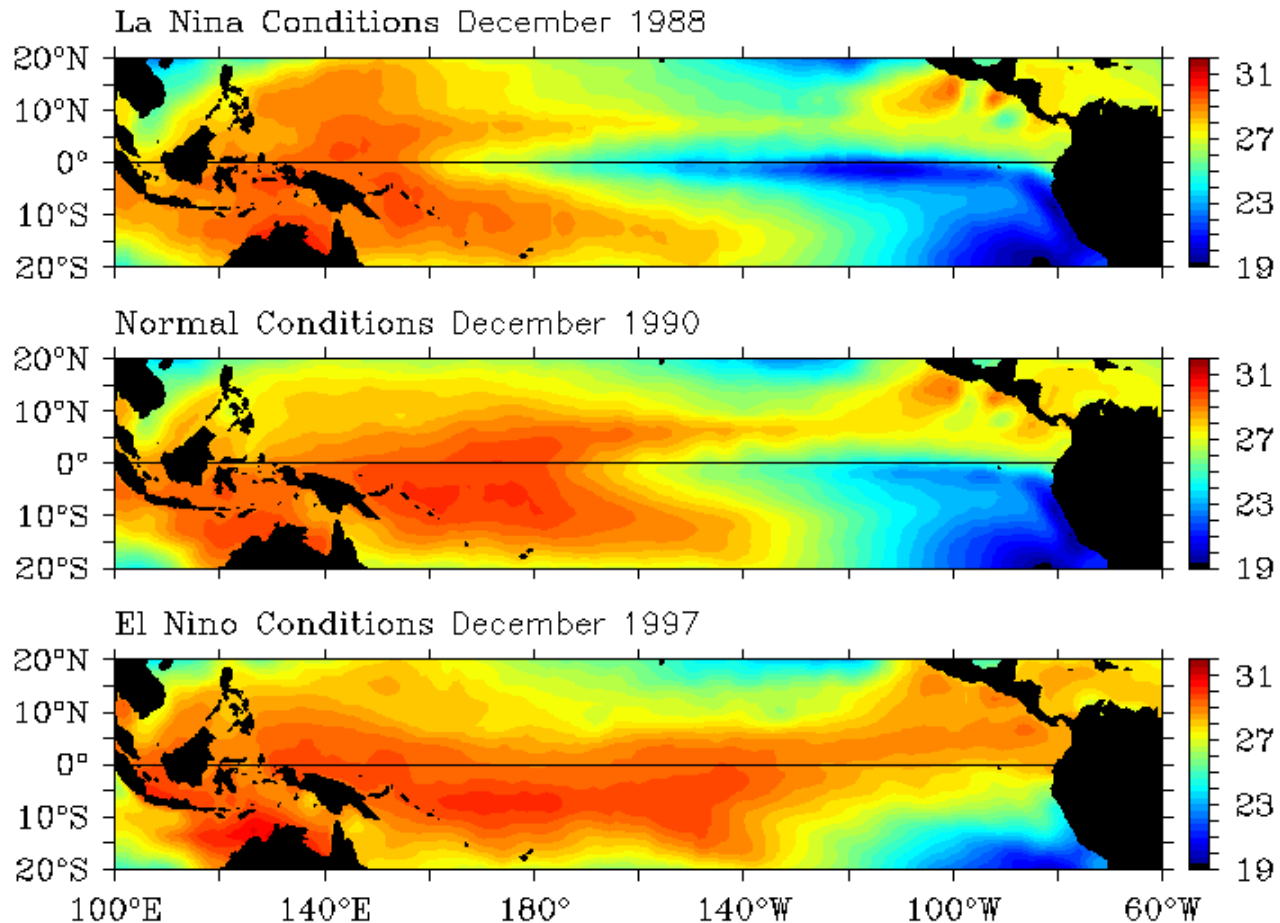 La Nina Conditions December 1988
20°N
10°N
0°
10°S
20°S
31
27
23
19
Normal Conditions December 1990
20°N
10°N
0°
10°S
20°S
31
27
23
19
El Nino Conditions December 1997
20°N
10°N
0°
10°S
20°S
31
27
23
19
100°E 140°E 180° 140°W 100°W 60°W